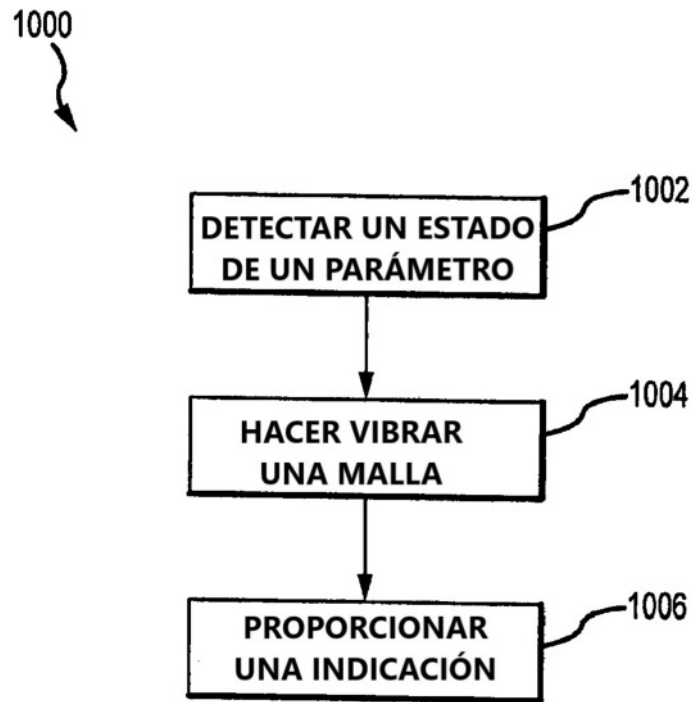 1000
1002
DETECTAR UN ESTADO
DE UN PARÁMETRO
1004
HACER VIBRAR
UNA MALLA
1006
PROPORCIONAR
UNA INDICACIÓN